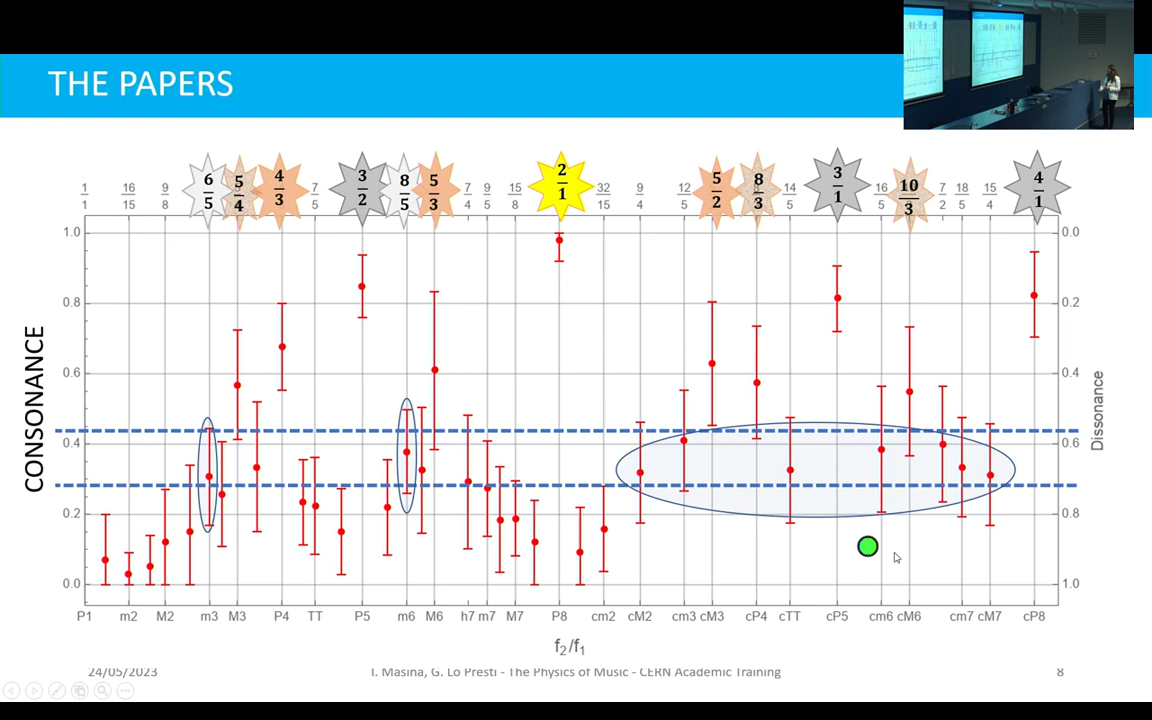 THE PAPERS
1/1 16/15 9/8 6/5 5/4 4/3 7/5 3/2 8/5 5/3 7/4 9/5 15/8 2/1 32/15 9/4 12/5 5/2 8/3 14/5 3/1 16/5 10/3 7/2 18/5 15/4 4/1
CONSONANCE
1.0 0.0
0.8 0.2
0.6 0.4
0.4 0.6
0.2 0.8
0.0 1.0
Dissonance
P1 m2 M2 m3 M3 P4 TT P5 m6 M6 h7 m7 M7 P8 cm2 cM2 cm3 cM3 cP4 cTT cP5 cm6 cM6 cm7 cM7 cP8
f2/f1
24/05/2023 I. Masina, G. Lo Presti - The Physics of Music - CERN Academic Training 8